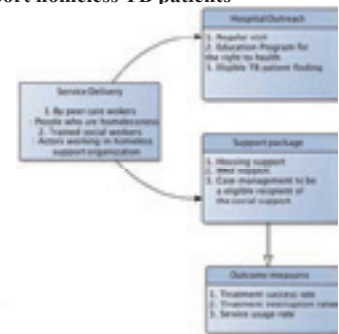 port homeless TB patients
Hospital Outreach
1. Regular visit
2. Education Program for
the right to health
3. Eligible TB patient finding
Service Delivery
1. By peer care wokers
People who are homelessness
2. Trained social workers
Actors working in homeless
support organization
Support package
1. Housing support
2. support
3. Case management to be
a eligible recipient of
the social support
Outcome measures
1. Treatment success rate
2. Treatment interruption rates
3. Service usage rate